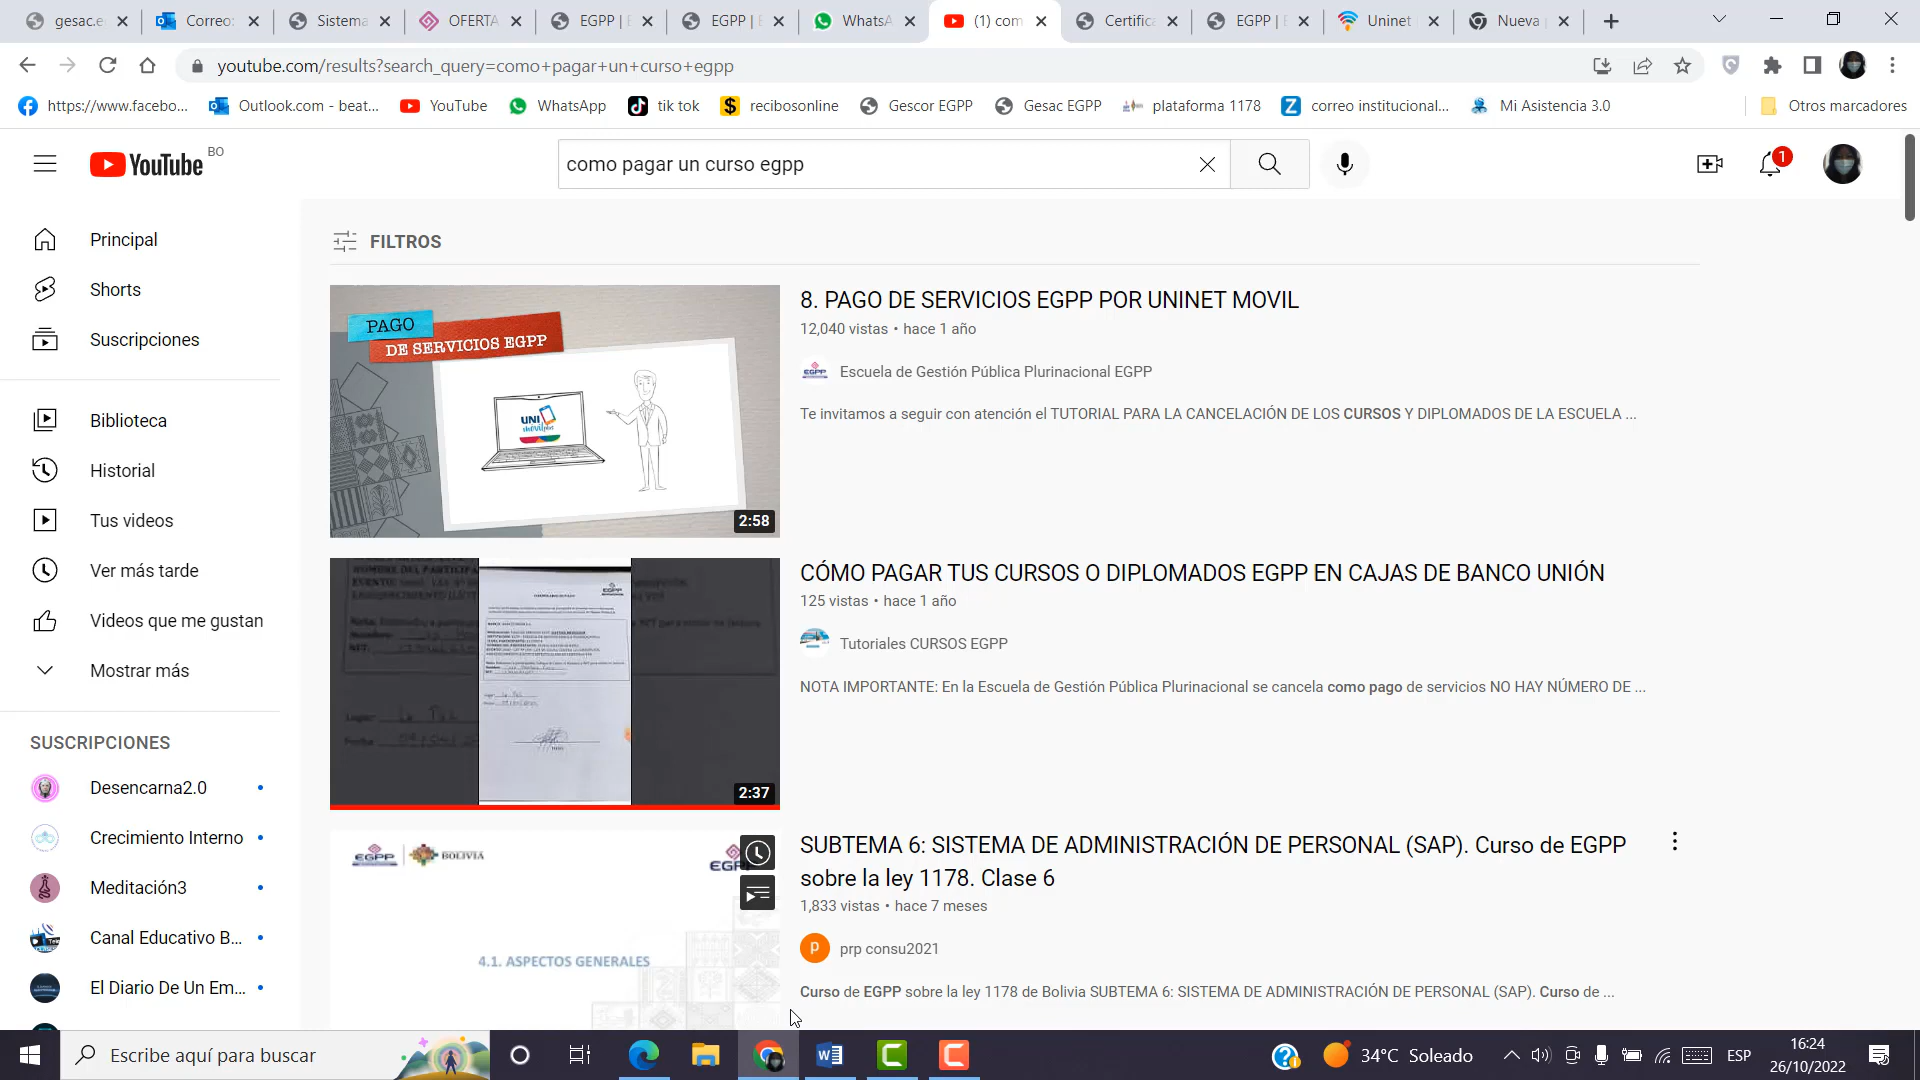 gesac.e
Correo:
Sistema
OFERTA
EGPP | E
EGPP | E
WhatsA
(1) com
Certifica
EGPP | E
Uninet
Nueva
youtube.com/results?search_query=como+pagar+un+curso+egpp
https://www.facebo...
Outlook.com - beat...
YouTube
WhatsApp
tik tok
recibosonline
Gescor EGPP
Gesac EGPP
plataforma 1178
correo institucional...
Mi Asistencia 3.0
Otros marcadores
YouTube BO
como pagar un curso egpp
1
Principal
Shorts
Suscripciones
Biblioteca
Historial
Tus videos
Ver más tarde
Videos que me gustan
Mostrar más
SUSCRIPCIONES
Desencarna2.0
Crecimiento Interno
Meditación3
Canal Educativo B...
El Diario De Un Em...
FILTROS
PAGO
DE SERVICIOS EGPP
UNI
2:58
8. PAGO DE SERVICIOS EGPP POR UNINET MOVIL
12,040 vistas • hace 1 año
EGPP
Escuela de Gestión Pública Plurinacional EGPP
Te invitamos a seguir con atención el TUTORIAL PARA LA CANCELACIÓN DE LOS CURSOS Y DIPLOMADOS DE LA ESCUELA ...
EGPP
2:37
CÓMO PAGAR TUS CURSOS O DIPLOMADOS EGPP EN CAJAS DE BANCO UNIÓN
125 vistas • hace 1 año
Tutoriales CURSOS EGPP
NOTA IMPORTANTE: En la Escuela de Gestión Pública Plurinacional se cancela como pago de servicios NO HAY NÚMERO DE ...
EGPP
BOLIVIA
EGPP
4.1. ASPECTOS GENERALES
SUBTEMA 6: SISTEMA DE ADMINISTRACIÓN DE PERSONAL (SAP). Curso de EGPP
sobre la ley 1178. Clase 6
1,833 vistas • hace 7 meses
p
prp consu2021
Curso de EGPP sobre la ley 1178 de Bolivia SUBTEMA 6: SISTEMA DE ADMINISTRACIÓN DE PERSONAL (SAP). Curso de ...
Escribe aquí para buscar
34°C Soleado
ESP
16:24
26/10/2022